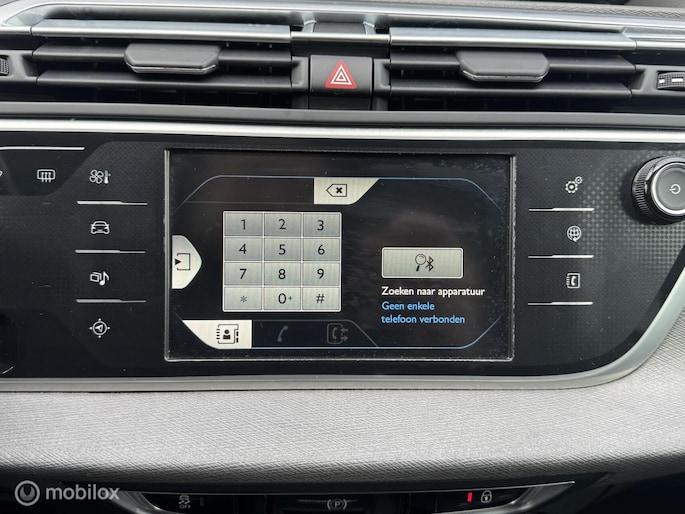 1 2 3
4 5 6
7 8 9
* 0+ #
Zoeken naar apparatuur
Geen enkele
telefoon verbonden
P
mobilox